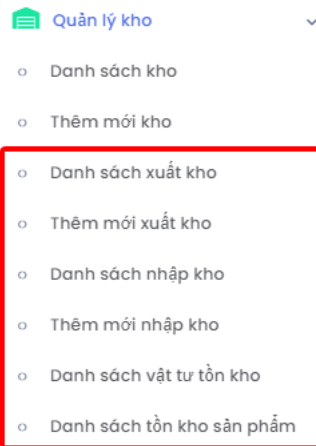 Quản lý kho
Danh sách kho
Thêm mới kho
Danh sách xuất kho
Thêm mới xuất kho
Danh sách nhập kho
Thêm mới nhập kho
Danh sách vật tư tồn kho
Danh sách tồn kho sản phẩm